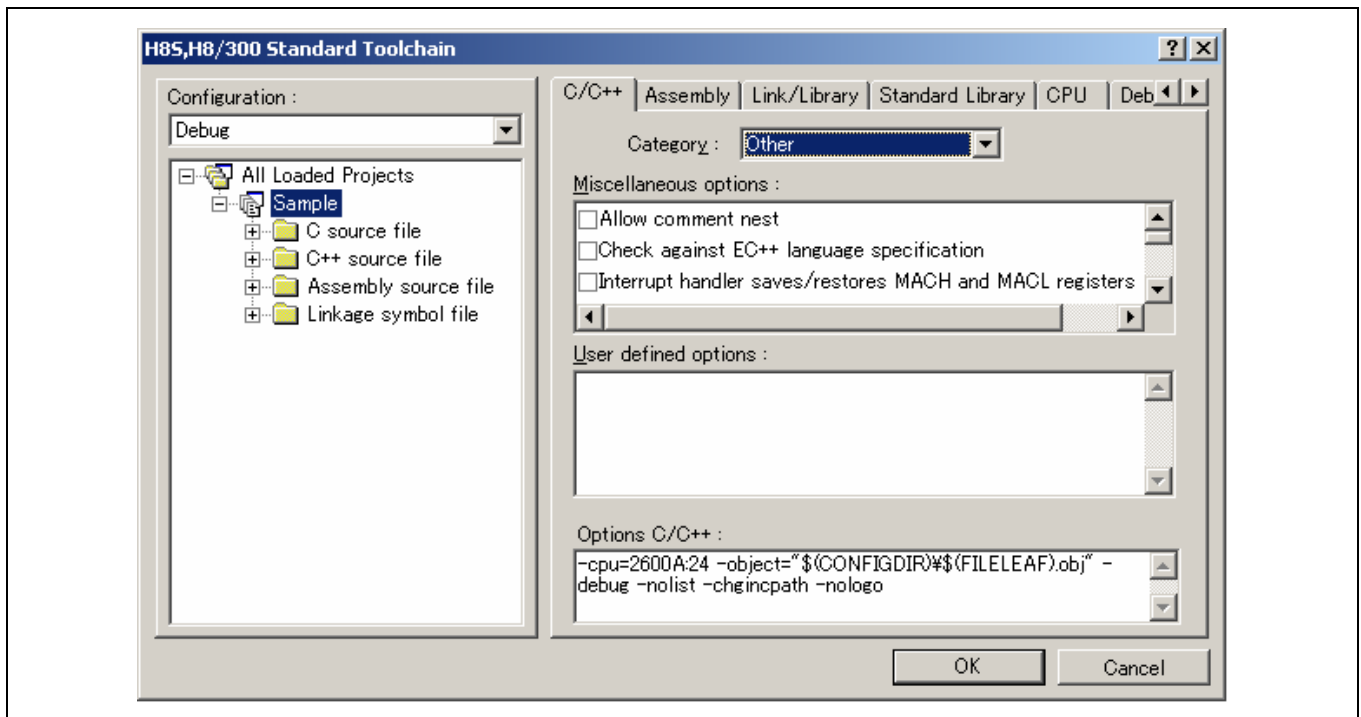 H8S,H8/300 Standard Toolchain
Configuration :
Debug
All Loaded Projects
Sample
C source file
C++ source file
Assembly source file
Linkage symbol file
C/C++ Assembly Link/Library Standard Library CPU Deb
Category : Other
Miscellaneous options :
Allow comment nest
Check against EC++ language specification
Interrupt handler saves/restores MACH and MACL registers
User defined options :
Options C/C++ :
-cpu=2600A:24 -object="$(CONFIGDIR)¥$(FILELEAF).obj" -
debug -nolist -chgincpath -nologo
OK Cancel